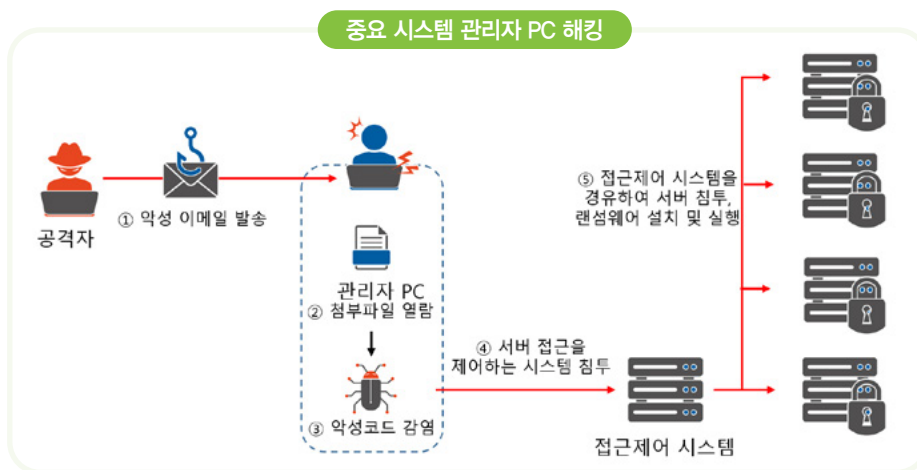 중요 시스템 관리자 PC 해킹
① 악성 이메일 발송
공격자
관리자 PC
② 첨부파일 열람
③ 악성코드 감염
④ 서버 접근을
제어하는 시스템 침투
접근제어 시스템
⑤ 접근제어 시스템을
경유하여 서버 침투,
랜섬웨어 설치 및 실행